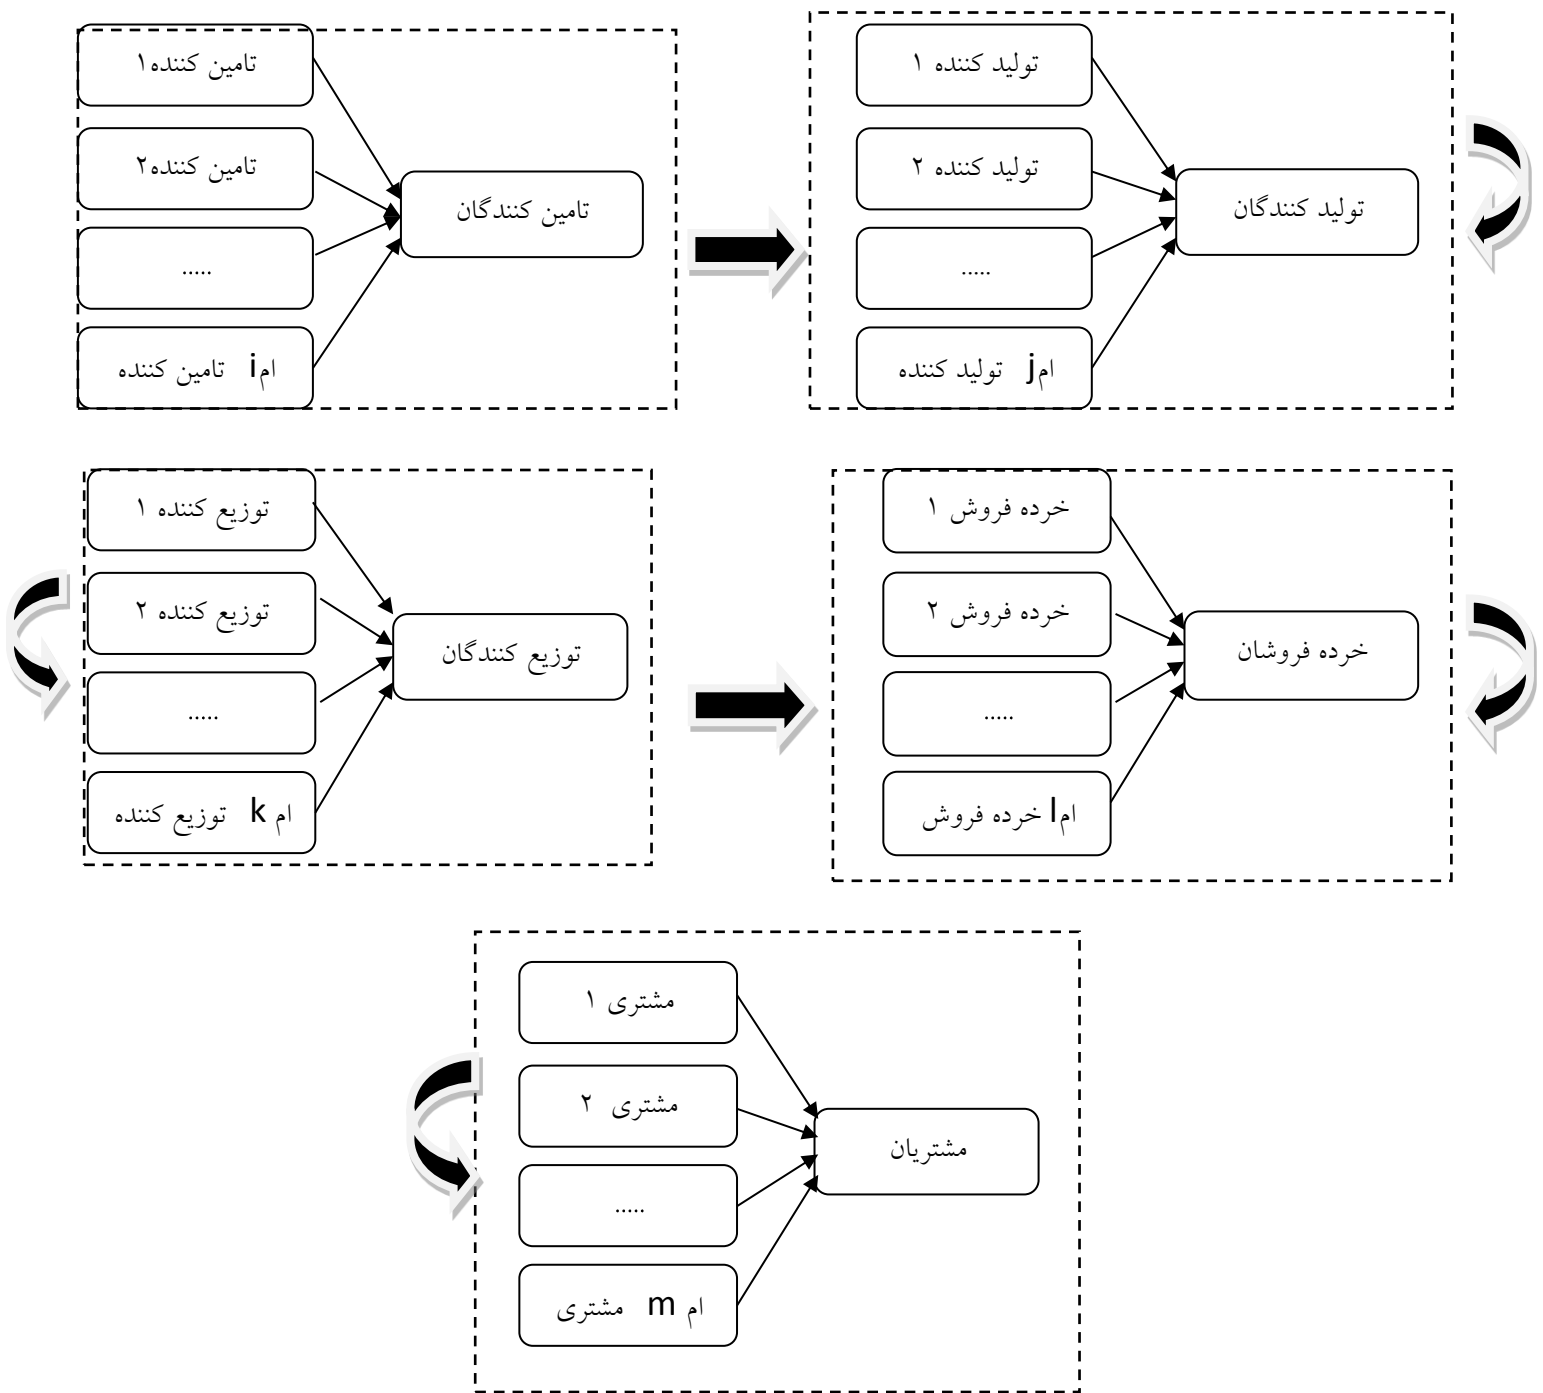 تامین کننده۱
تامین کننده۲
.....
تامین کننده iام
تامین کنندگان
تولید کننده ۱
تولید کننده ۲
.....
تولید کننده jام
تولید کنندگان
توزیع کننده ۱
توزیع کننده ۲
.....
توزیع کننده k ام
توزیع کنندگان
خرده فروش ۱
خرده فروش ۲
.....
خرده فروش lام
خرده فروشان
مشتری ۱
مشتری ۲
.....
مشتری m ام
مشتریان